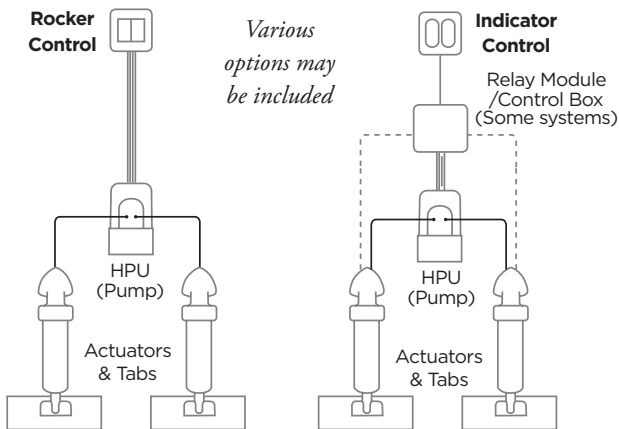 Rocker
Control
Various
options may
be included
Indicator
Control
Relay Module
/Control Box
(Some systems)
HPU
(Pump)
HPU
(Pump)
Actuators
& Tabs
Actuators
& Tabs